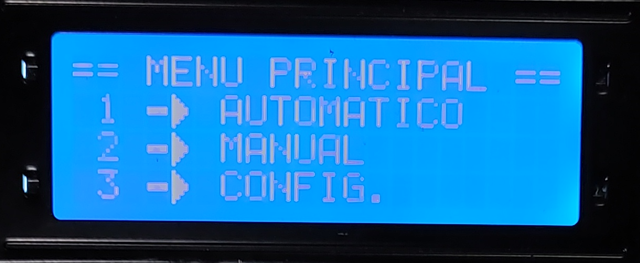 == MENU PRINCIPAL ==
1 → AUTOMATICO
2 → MANUAL
3 → CONFIG.